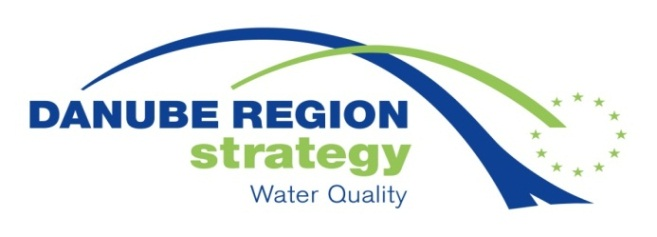 DANUBE REGION
strategy
Water Quality